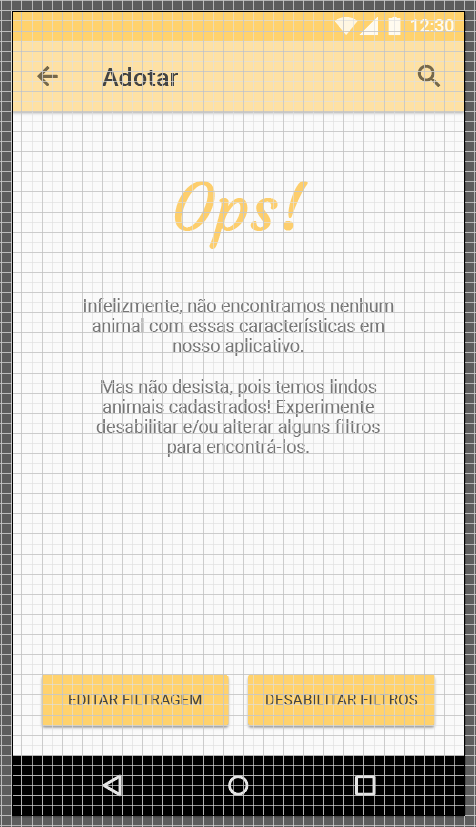 12:30
Adotar
Ops!
Infelizmente, não encontramos nenhum
animal com essas características em
nosso aplicativo.
Mas não desista, pois temos lindos
animais cadastrados! Experimente
desabilitar e/ou alterar alguns filtros
para encontrá-los.
EDITAR FILTRAGEM
DESABILITAR FILTROS